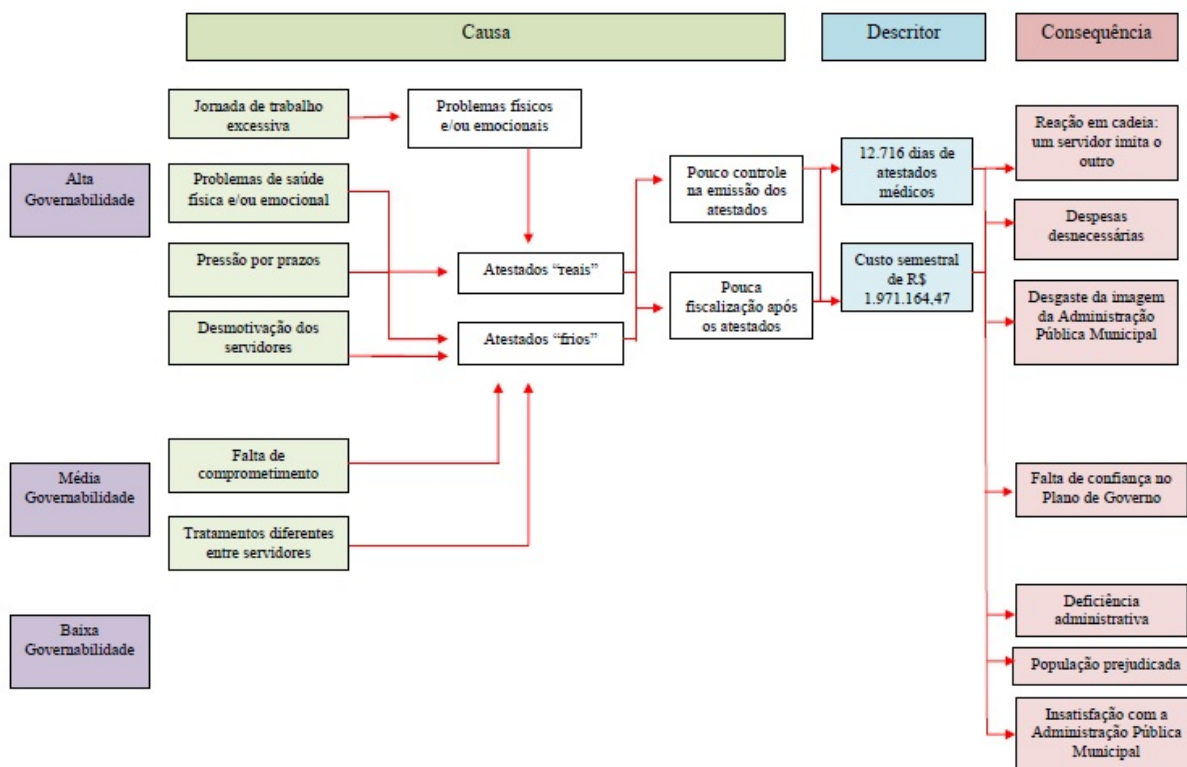 Causa
Descritor
Consequência
Jornada de trabalho
excessiva
Problemas físicos
e/ou emocionais
Reação em cadeia:
um servidor imita o
outro
Alta
Governabilidade
Problemas de saúde
física e/ou emocional
Pouco controle
na emissão dos
atestados
12.716 dias de
atestados
médicos
Despesas
desnecessárias
Pressão por prazos
Atestados “reais”
Pouca
fiscalização após
os atestados
Custo semestral
de R$
1.971.164,47
Desgaste da imagem
da Administração
Pública Municipal
Desmotivação dos
servidores
Atestados “frios”
Média
Governabilidade
Falta de
comprometimento
Falta de confiança no
Plano de Governo
Tratamentos diferentes
entre servidores
Baixa
Governabilidade
Deficiência
administrativa
População prejudicada
Insatisfação com a
Administração Pública
Municipal